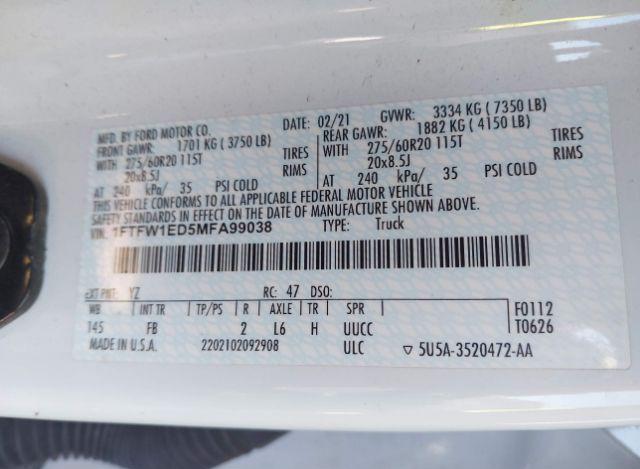 MFD. BY FORD MOTOR CO.
DATE: 02/21 GVWR: 3334 KG ( 7350 LB)
FRONT GAWR: 1701 KG ( 3750 LB) REAR GAWR: 1882 KG ( 4150 LB)
WITH 275/60R20 115T TIRES WITH 275/60R20 115T TIRES
20x8.5J RIMS 20x8.5J RIMS
AT 240 kPa/ 35 PSI COLD AT 240 kPa/ 35 PSI COLD
THIS VEHICLE CONFORMS TO ALL APPLICABLE FEDERAL MOTOR VEHICLE
SAFETY STANDARDS IN EFFECT ON THE DATE OF MANUFACTURE SHOWN ABOVE.
VIN: 1FTFW1ED5MFA99038 TYPE: Truck
EXT PNT: YZ RC: 47 DSO:
WB INT TR TP/PS R AXLE TR SPR
145 FB 2 L6 H UUCC
F0112
T0626
MADE IN U.S.A. 2202102092908 ULC ▽ 5U5A-3520472-AA